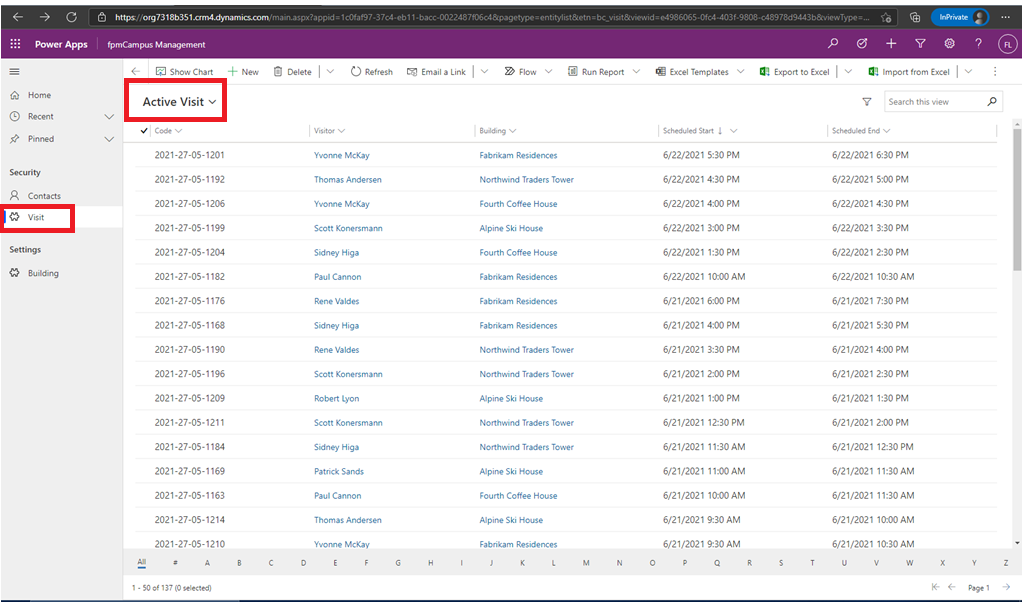 https://org7318b351.crm4.dynamics.com/main.aspx?appid=1c0faf97-37c4-eb11-bacc-0022487f06c4&pagetype=entitylist&etn=bc_visit&viewid=e4986065-0fc4-403f-9808-c48978d9443b&viewType=... InPrivate
Power Apps fpmCampus Management FL
Show Chart New Delete Refresh Email a Link Flow Run Report Excel Templates Export to Excel Import from Excel
Home
Recent
Pinned
Security
Contacts
Visit
Settings
Building
Active Visit Search this view
Code Visitor Building Scheduled Start ↓ Scheduled End
2021-27-05-1201 Yvonne McKay Fabrikam Residences 6/22/2021 5:30 PM 6/22/2021 6:30 PM
2021-27-05-1192 Thomas Andersen Northwind Traders Tower 6/22/2021 4:30 PM 6/22/2021 5:00 PM
2021-27-05-1206 Yvonne McKay Fourth Coffee House 6/22/2021 4:00 PM 6/22/2021 4:30 PM
2021-27-05-1199 Scott Konersmann Alpine Ski House 6/22/2021 3:00 PM 6/22/2021 3:30 PM
2021-27-05-1204 Sidney Higa Fourth Coffee House 6/22/2021 1:30 PM 6/22/2021 2:30 PM
2021-27-05-1182 Paul Cannon Fabrikam Residences 6/22/2021 10:00 AM 6/22/2021 10:30 AM
2021-27-05-1176 Rene Valdes Fabrikam Residences 6/21/2021 6:00 PM 6/21/2021 7:30 PM
2021-27-05-1168 Sidney Higa Fabrikam Residences 6/21/2021 4:00 PM 6/21/2021 5:30 PM
2021-27-05-1190 Rene Valdes Northwind Traders Tower 6/21/2021 3:30 PM 6/21/2021 4:00 PM
2021-27-05-1196 Scott Konersmann Northwind Traders Tower 6/21/2021 2:00 PM 6/21/2021 2:30 PM
2021-27-05-1209 Robert Lyon Alpine Ski House 6/21/2021 1:00 PM 6/21/2021 1:30 PM
2021-27-05-1211 Scott Konersmann Northwind Traders Tower 6/21/2021 12:30 PM 6/21/2021 2:00 PM
2021-27-05-1184 Sidney Higa Northwind Traders Tower 6/21/2021 11:30 AM 6/21/2021 12:30 PM
2021-27-05-1169 Patrick Sands Alpine Ski House 6/21/2021 11:00 AM 6/21/2021 11:30 AM
2021-27-05-1163 Paul Cannon Fourth Coffee House 6/21/2021 10:00 AM 6/21/2021 11:30 AM
2021-27-05-1214 Thomas Andersen Alpine Ski House 6/21/2021 9:30 AM 6/21/2021 10:00 AM
2021-27-05-1210 Yvonne McKay Fabrikam Residences 6/21/2021 9:30 AM 6/21/2021 10:30 AM
All # A B C D E F G H I J K L M N O P Q R S T U V W X Y Z
1 - 50 of 137 (0 selected) Page 1